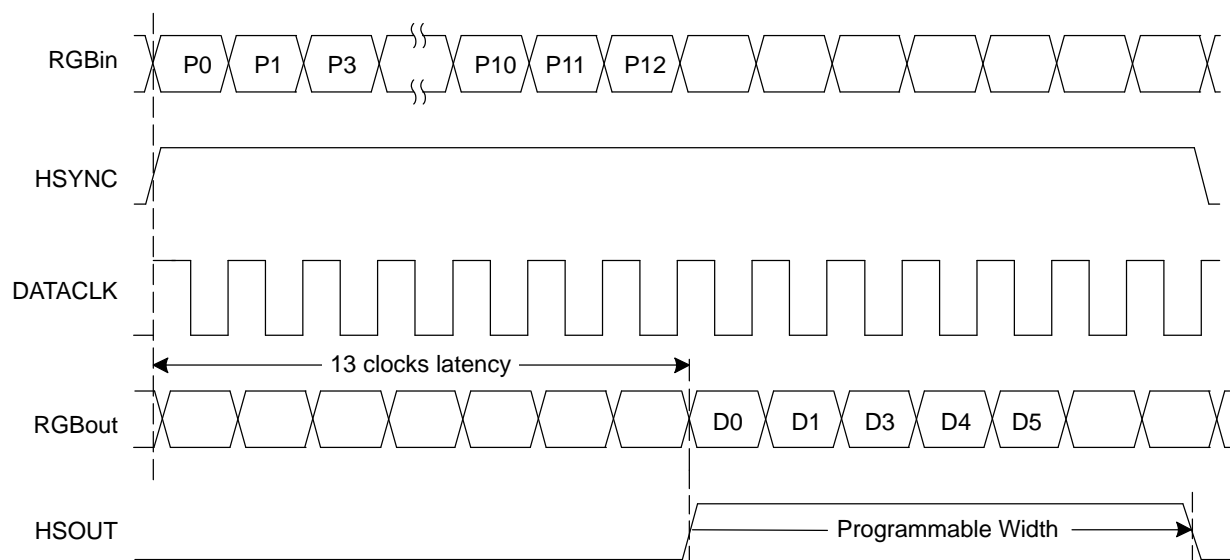 RGBin P0 P1 P3 P10 P11 P12
HSYNC
DATACLK
13 clocks latency
RGBout D0 D1 D3 D4 D5
HSOUT Programmable Width